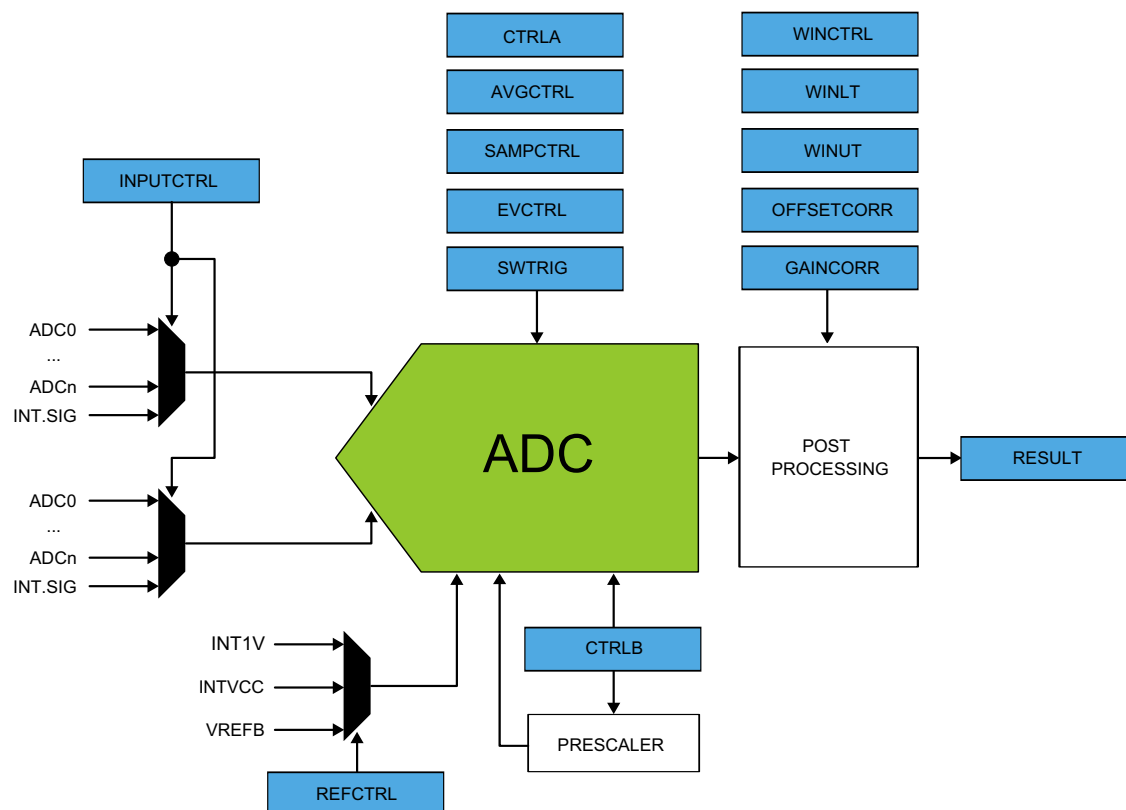 CTRLA
WINCTRL
AVGCTRL
WINLT
SAMPCTRL
WINUT
INPUTCTRL
EVCTRL
OFFSETCORR
SWTRIG
GAINCORR
ADC0
...
ADCn
INT.SIG
ADC
POST
PROCESSING
RESULT
ADC0
...
ADCn
INT.SIG
INT1V
CTRLB
INTVCC
VREFB
PRESCALER
REFCTRL